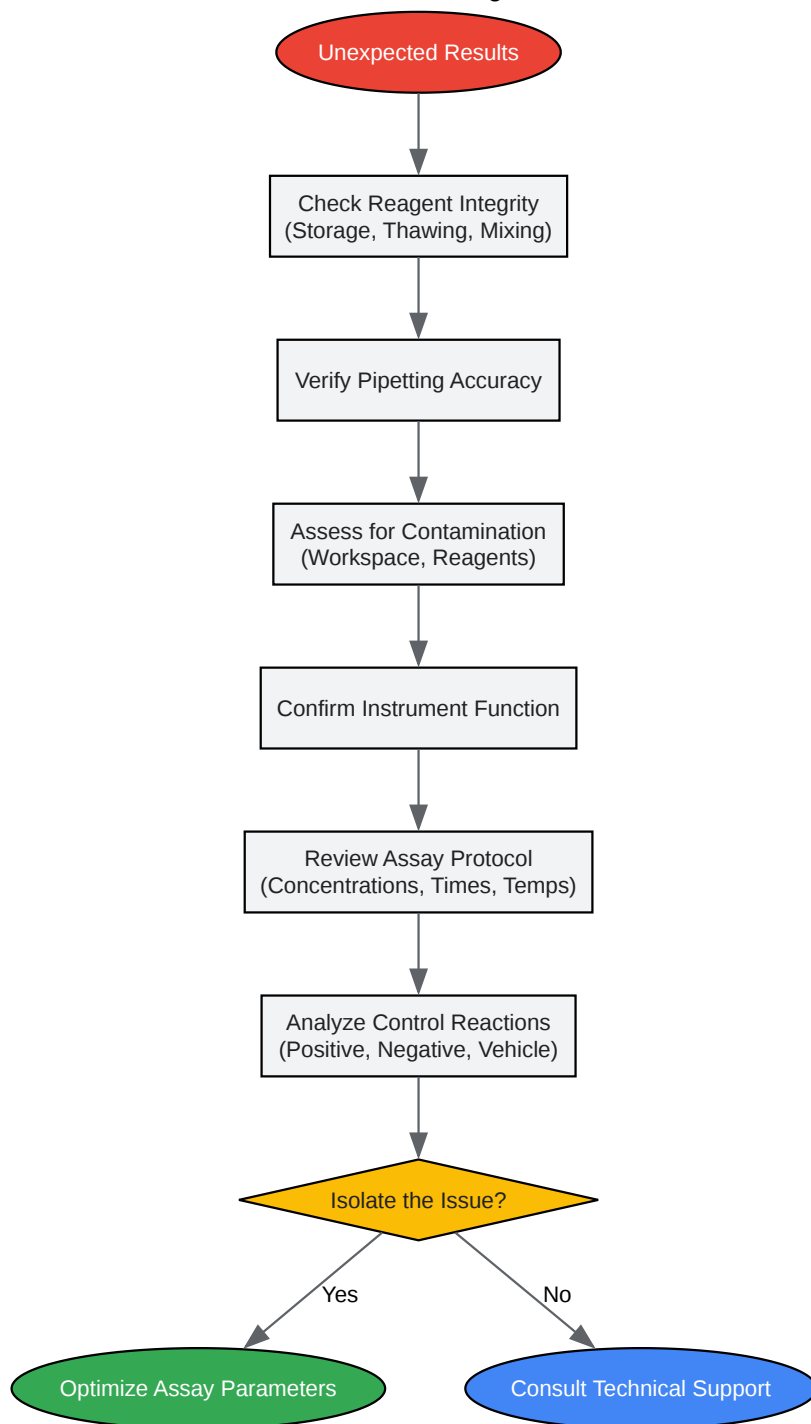 Unexpected Results
Check Reagent Integrity
(Storage, Thawing, Mixing)
Verify Pipetting Accuracy
Assess for Contamination
(Workspace, Reagents)
Confirm Instrument Function
Review Assay Protocol
(Concentrations, Times, Temps)
Analyze Control Reactions
(Positive, Negative, Vehicle)
Isolate the Issue?
Yes
No
Optimize Assay Parameters
Consult Technical Support